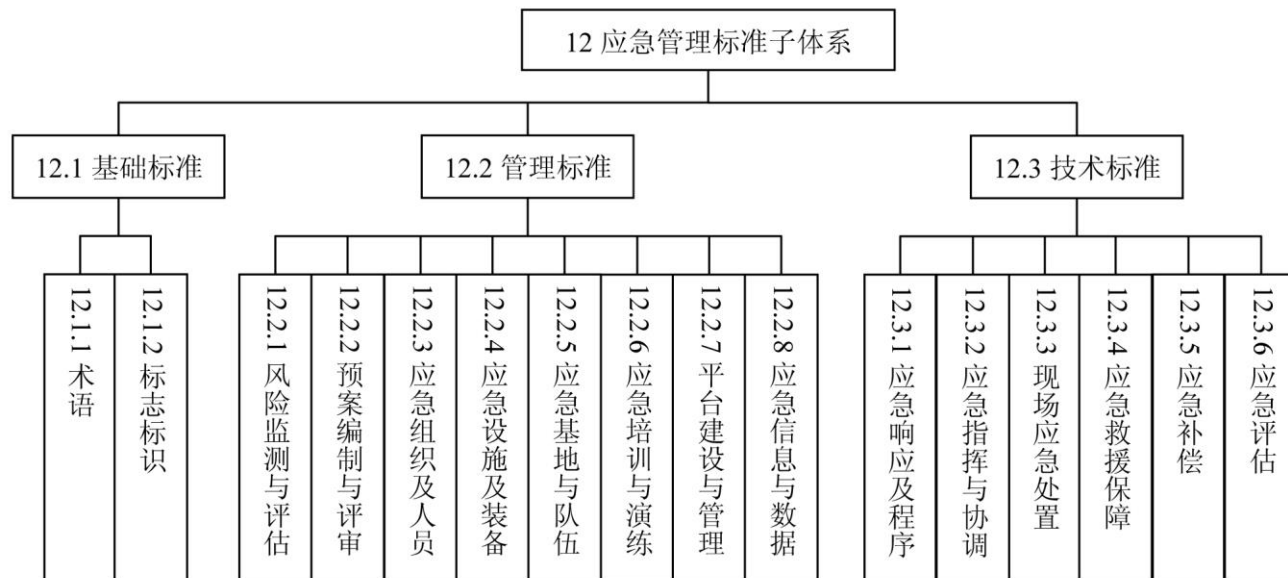 12 应急管理标准子体系
12.1 基础标准
12.2 管理标准
12.3 技术标准
12.1.1 术语
12.1.2 标志标识
12.2.1 风险监测与评估
12.2.2 预案编制与评审
12.2.3 应急组织及人员
12.2.4 应急设施及装备
12.2.5 应急基地与队伍
12.2.6 应急培训与演练
12.2.7 平台建设与管理
12.2.8 应急信息与数据
12.3.1 应急响应及程序
12.3.2 应急指挥与协调
12.3.3 现场应急处置
12.3.4 应急救援保障
12.3.5 应急补偿
12.3.6 应急评估